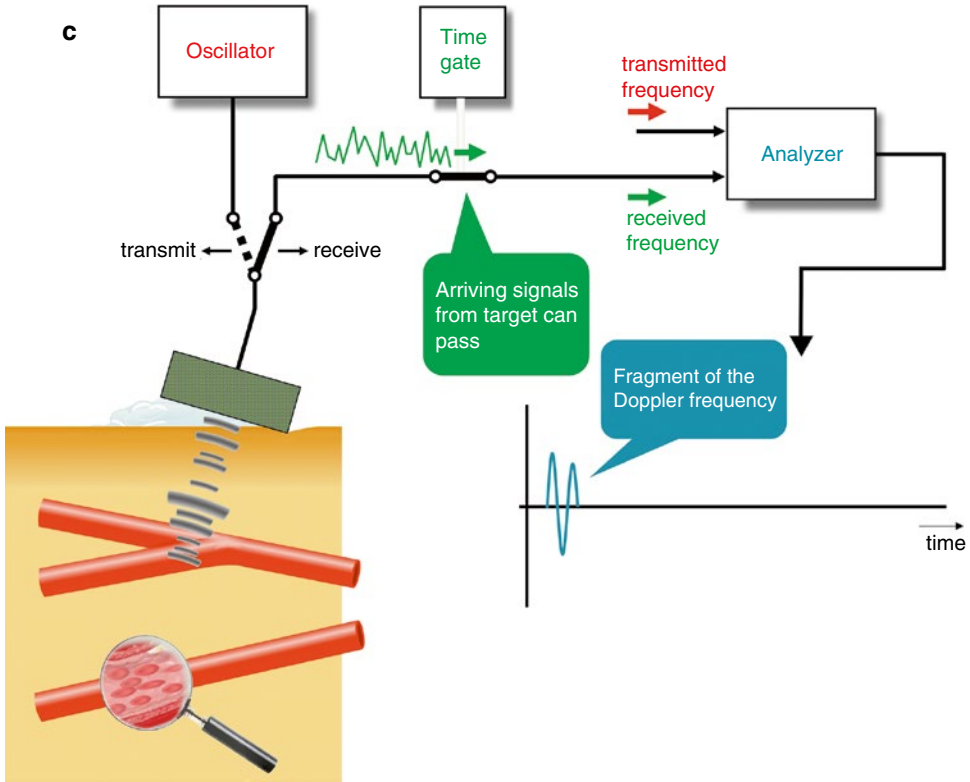 c
Oscillator
Time
gate
transmitted
frequency
Analyzer
received
frequency
transmit
receive
Arriving signals
from target can
pass
Fragment of the
Doppler frequency
time